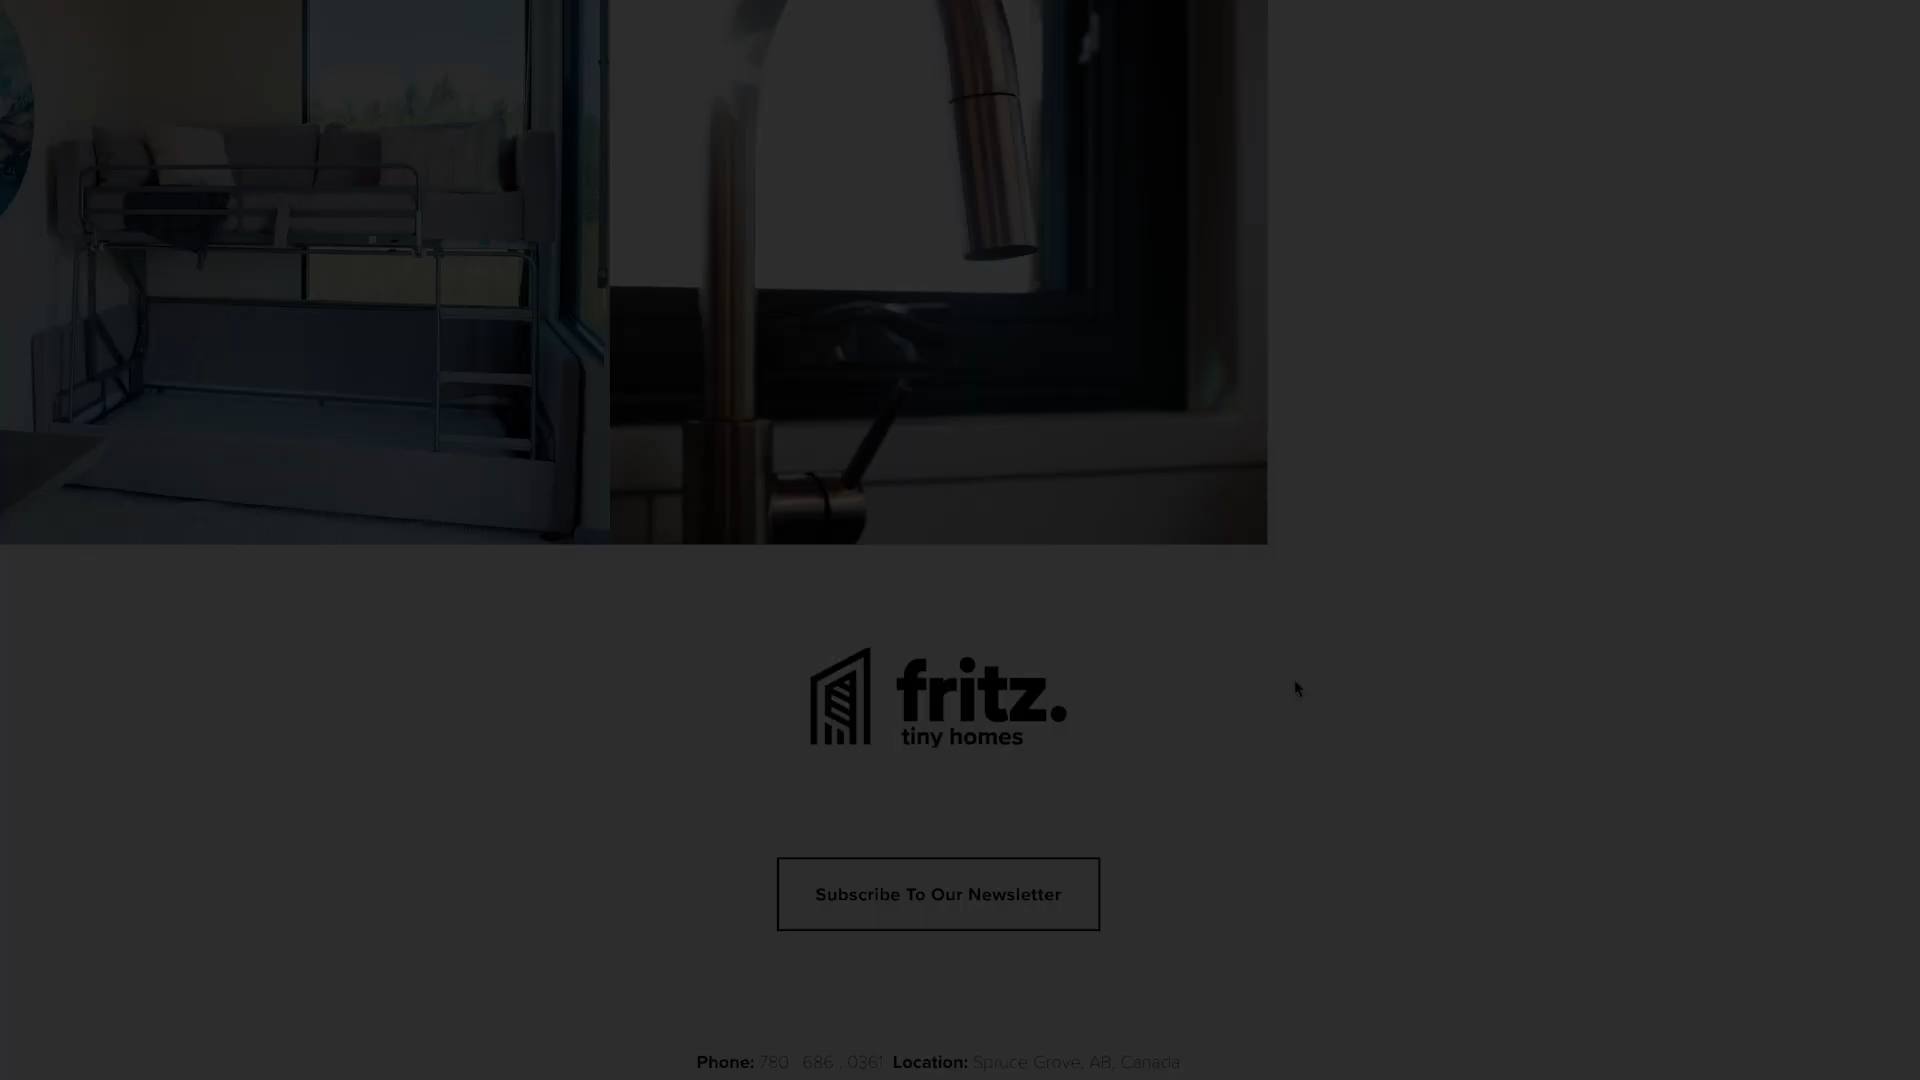 fritz.
tiny homes
Subscribe To Our Newsletter
Phone: 780 . 686 . 0361 Location: Spruce Grove, AB, Canada